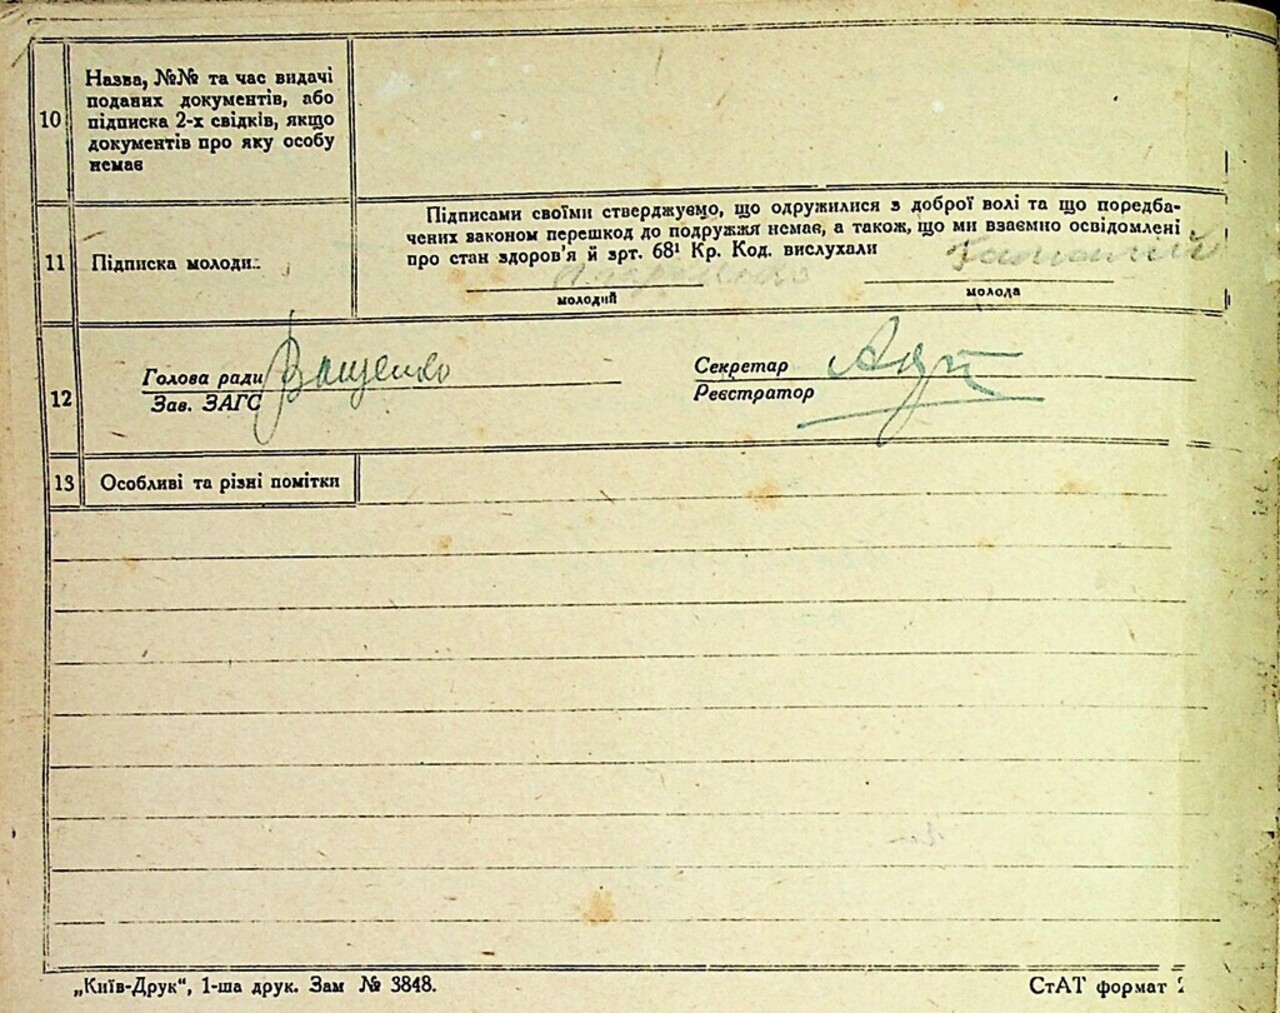 10
Назва, №№ та час видачі
поданих документів, або
підписка 2-х свідків, якщо
документів про яку особу
немає
11
Підписка молоди..
Підписами своїми стверджуємо, що одружилися з доброї волі та що поредба-
чених законом перешкод до подружжя немає, а також, що ми взаємно освідомлені
про стан здоров'я й зрт. 68¹ Кр. Код. вислухали
молодий
молода
12
Голова ради Ващенко
Зав. ЗАГС
Секретар
Реєстратор
13
Особливі та різні помітки
„Київ-Друк“, 1-ша друк. Зам № 3848.
СтАТ формат 2